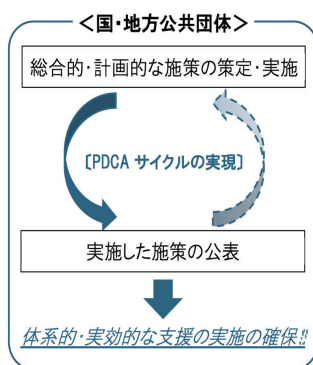 ＜国・地方公共団体＞
総合的・計画的な施策の策定・実施
〔PDCA サイクルの実現〕
実施した施策の公表
体系的・実効的な支援の実施の確保‼